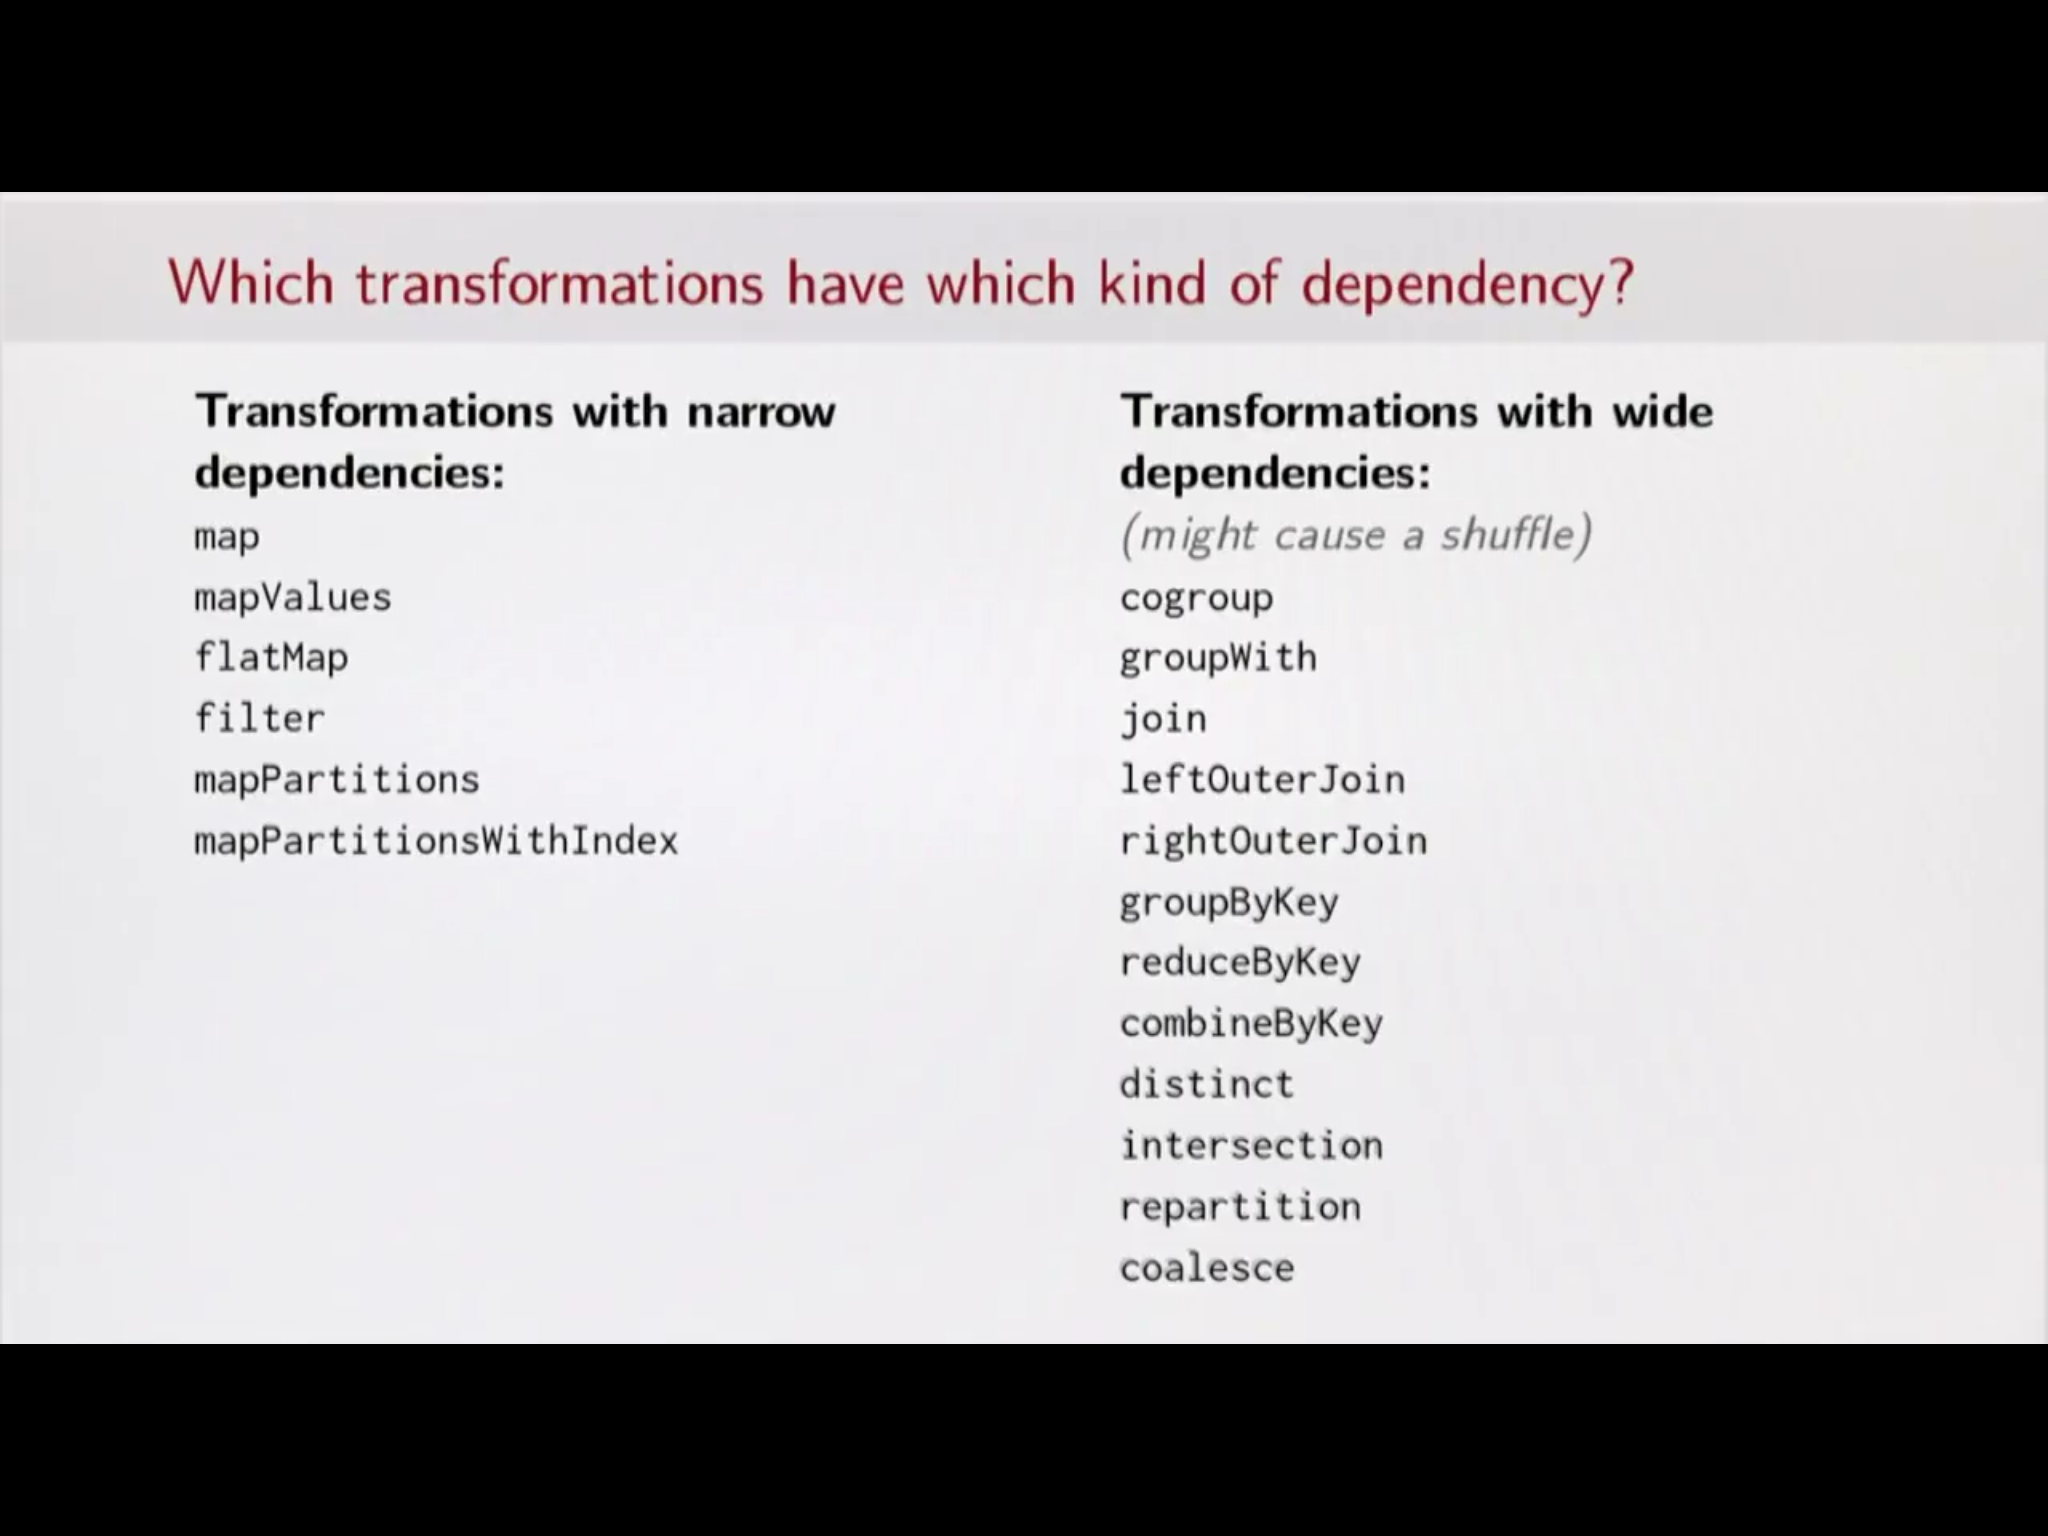 Which transformations have which kind of dependency?
Transformations with narrow
dependencies:
map
mapValues
flatMap
filter
mapPartitions
mapPartitionsWithIndex
Transformations with wide
dependencies:
(might cause a shuffle)
cogroup
groupWith
join
leftOuterJoin
rightOuterJoin
groupByKey
reduceByKey
combineByKey
distinct
intersection
repartition
coalesce